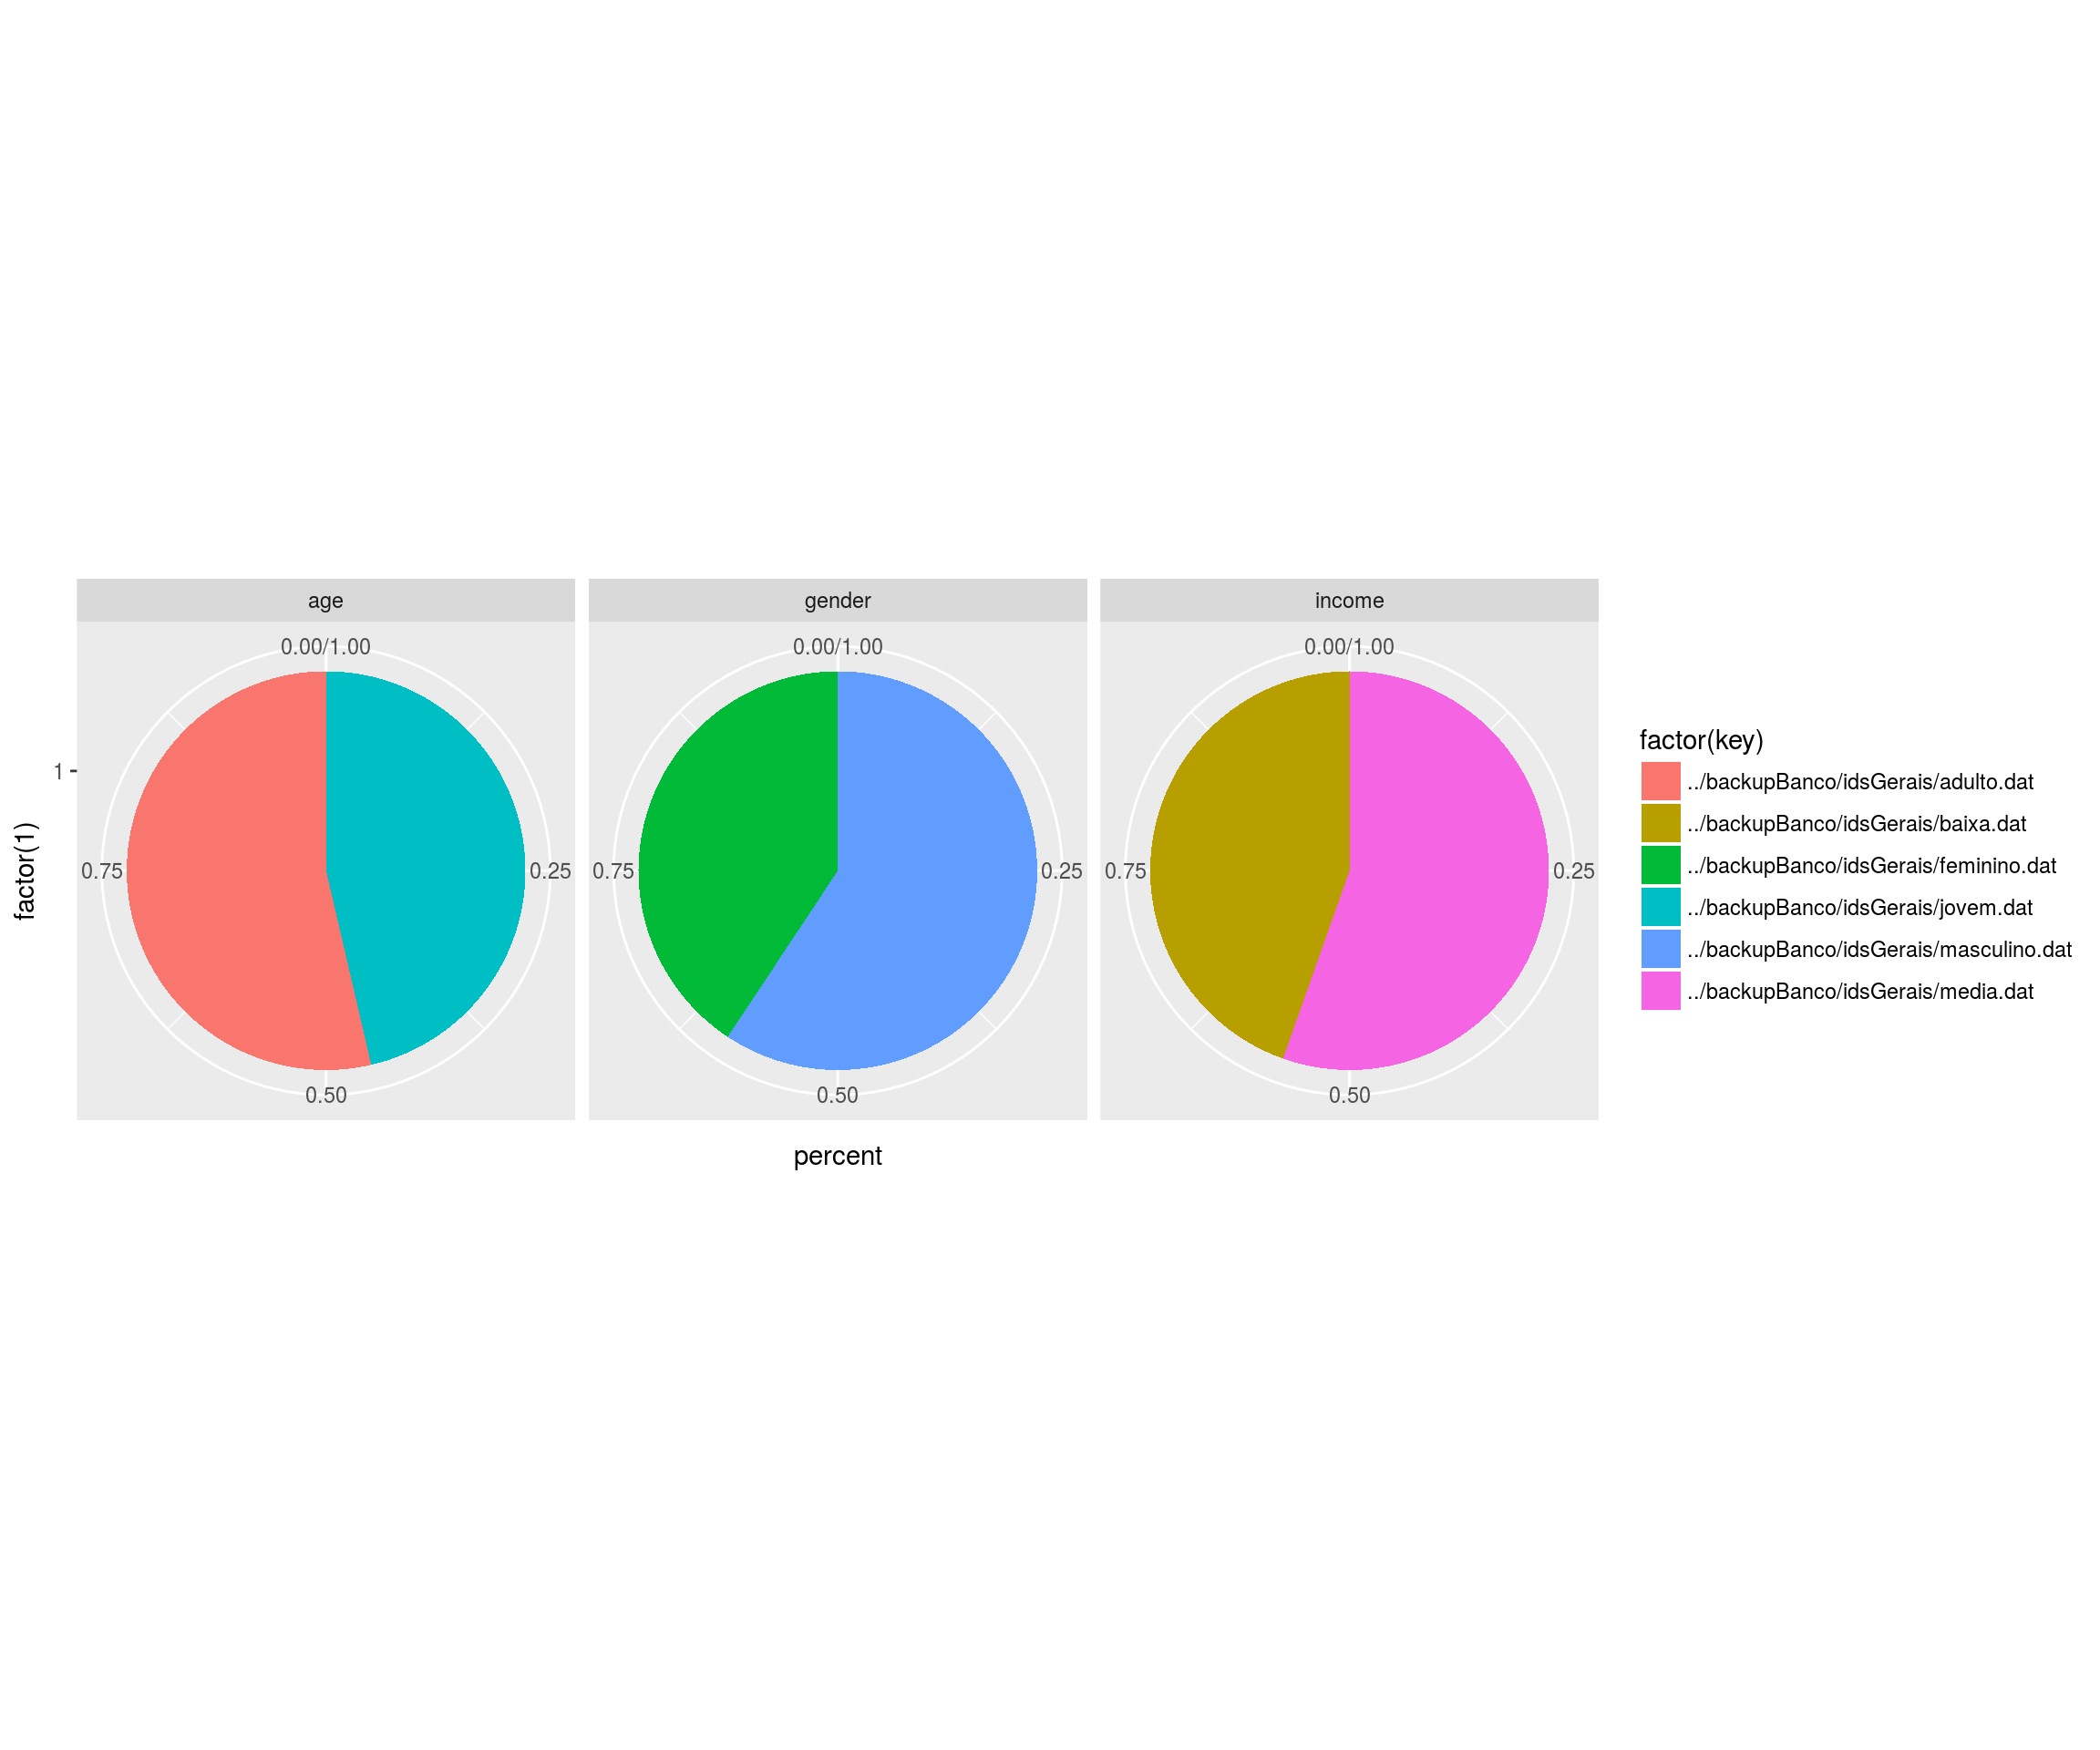 age
gender
income
0.00/1.00
0.00/1.00
0.00/1.00
0.75
0.25
0.75
0.25
0.75
0.25
0.50
0.50
0.50
1
factor(1)
percent
factor(key)
../backupBanco/idsGerais/adulto.dat
../backupBanco/idsGerais/baixa.dat
../backupBanco/idsGerais/feminino.dat
../backupBanco/idsGerais/jovem.dat
../backupBanco/idsGerais/masculino.dat
../backupBanco/idsGerais/media.dat